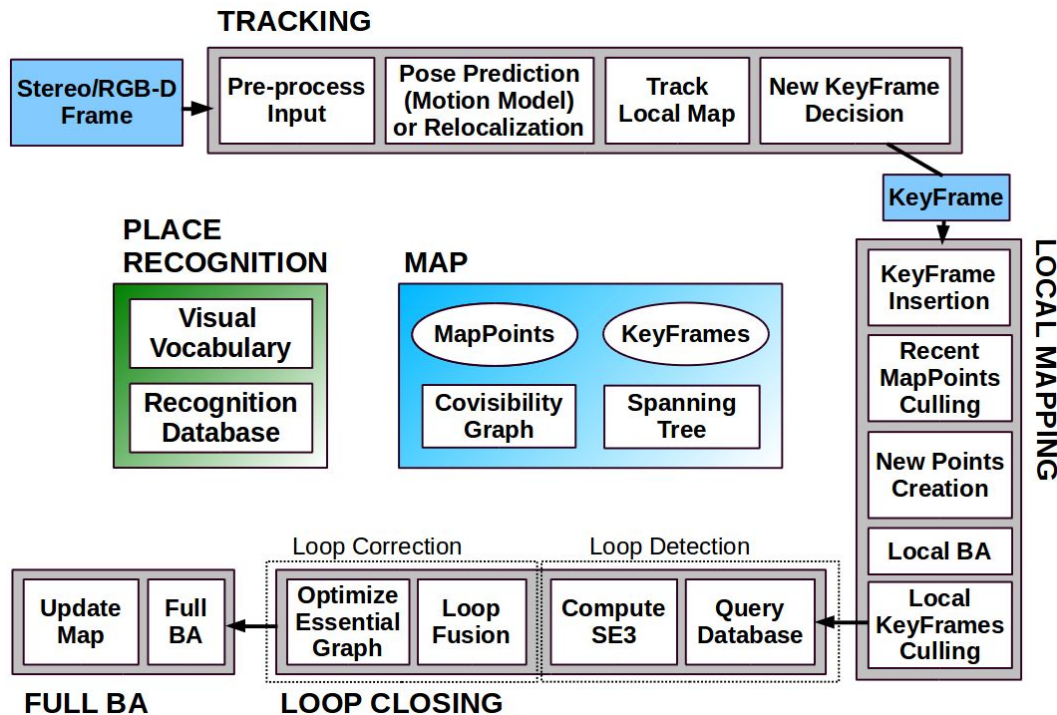 TRACKING
Stereo/RGB-D
Frame
Pre-process
Input
Pose Prediction
(Motion Model)
or Relocalization
Track
Local Map
New KeyFrame
Decision
KeyFrame
LOCAL MAPPING
KeyFrame
Insertion
Recent
MapPoints
Culling
New Points
Creation
Local BA
Local
KeyFrames
Culling
PLACE
RECOGNITION
Visual
Vocabulary
Recognition
Database
MAP
MapPoints
KeyFrames
Covisibility
Graph
Spanning
Tree
Loop Correction
Loop Detection
Optimize
Essential
Graph
Loop
Fusion
Compute
SE3
Query
Database
LOOP CLOSING
Update
Map
Full
BA
FULL BA